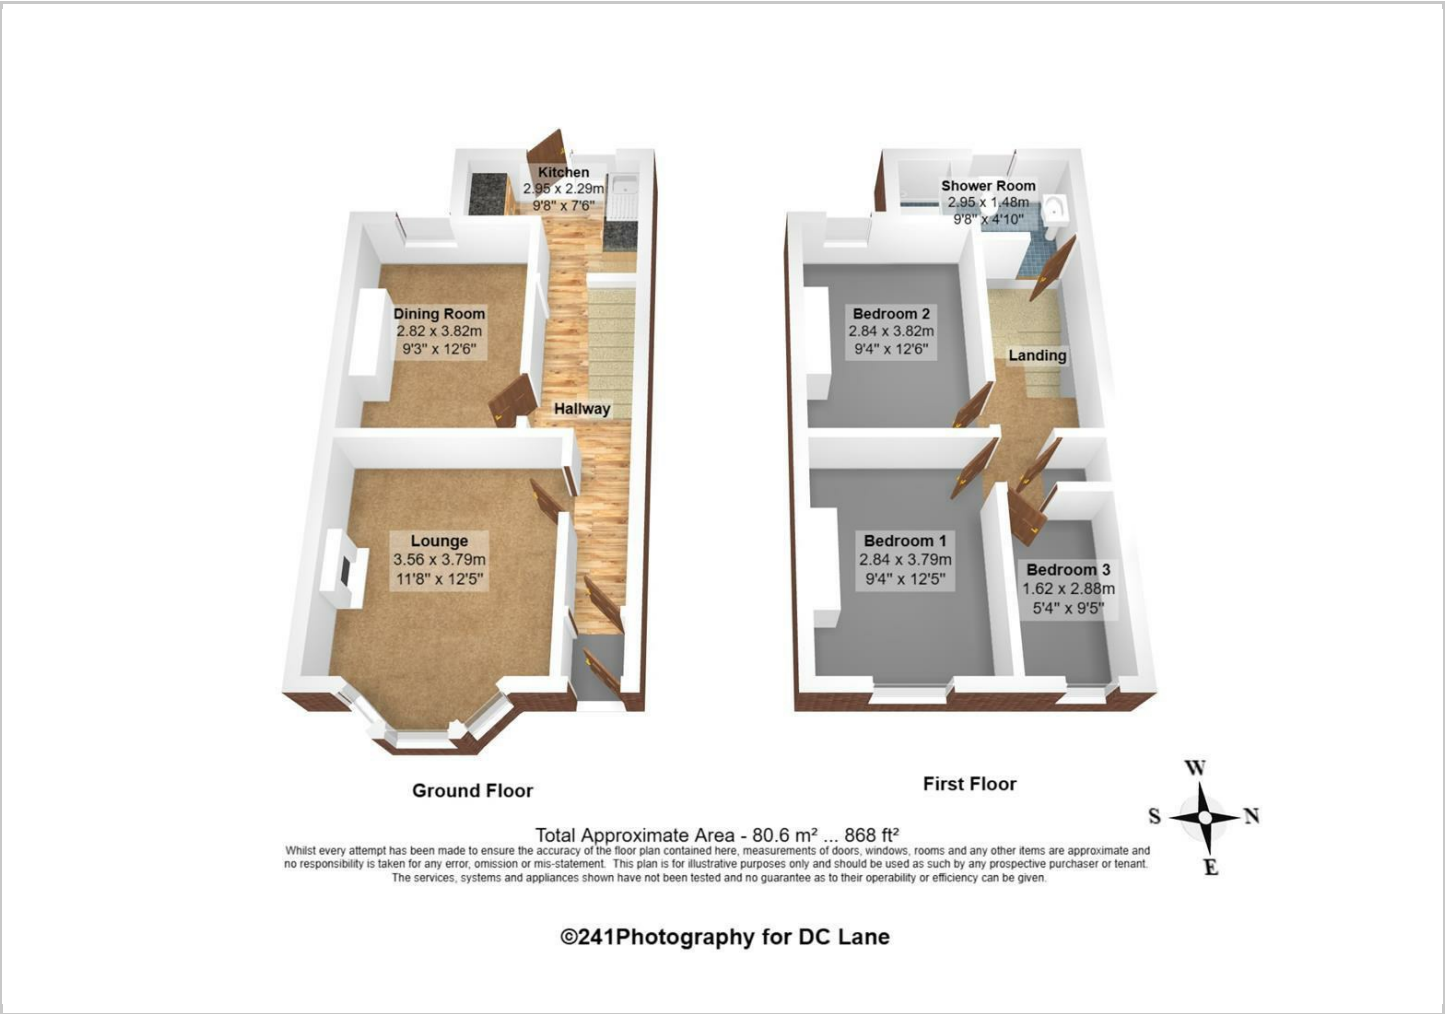 Kitchen
2.95 x 2.29m
9'8" x 7'6"
Dining Room
2.82 x 3.82m
9'3" x 12'6"
Hallway
Lounge
3.56 x 3.79m
11'8" x 12'5"
Ground Floor
Shower Room
2.95 x 1.48m
9'8" x 4'10"
Bedroom 2
2.84 x 3.82m
9'4" x 12'6"
Landing
Bedroom 1
2.84 x 3.79m
9'4" x 12'5"
Bedroom 3
1.62 x 2.88m
5'4" x 9'5"
First Floor
W
S N
E
Total Approximate Area - 80.6 m² ... 868 ft²
Whilst every attempt has been made to ensure the accuracy of the floor plan contained here, measurements of doors, windows, rooms and any other items are approximate and
no responsibility is taken for any error, omission or mis-statement. This plan is for illustrative purposes only and should be used as such by any prospective purchaser or tenant.
The services, systems and appliances shown have not been tested and no guarantee as to their operability or efficiency can be given.
©241Photography for DC Lane